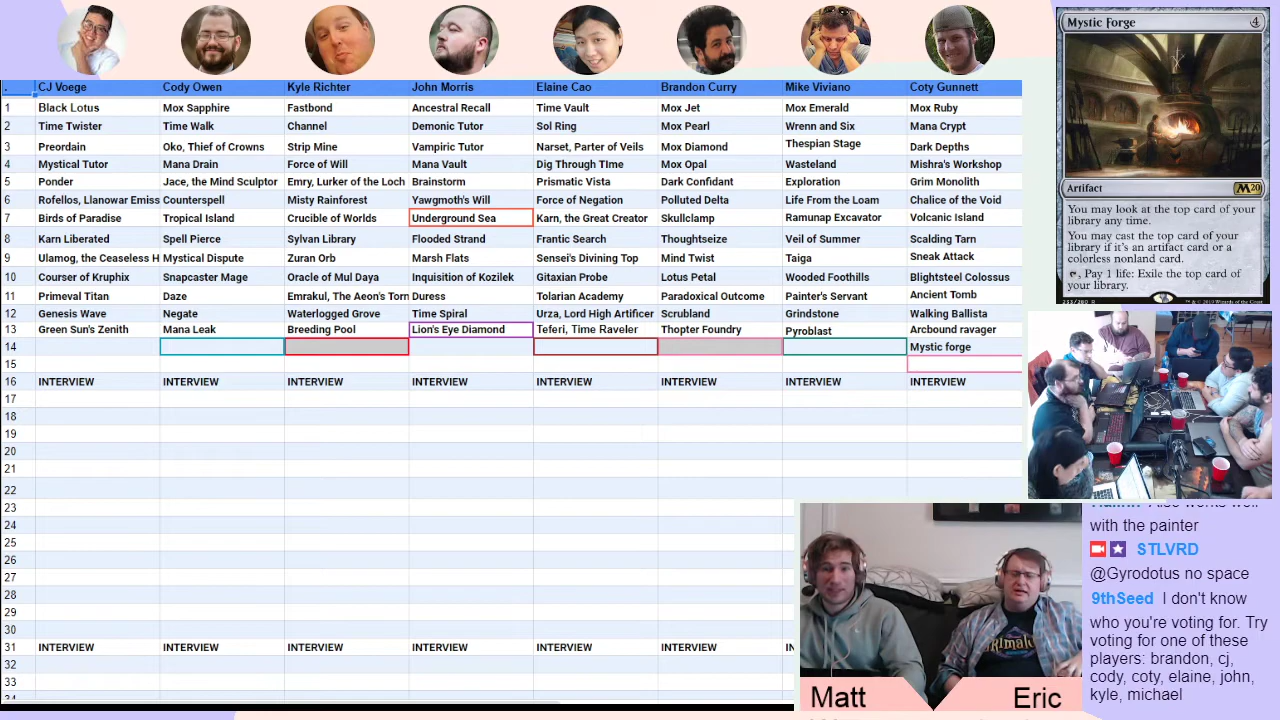 . CJ Voege Cody Owen Kyle Richter John Morris Elaine Cao Brandon Curry Mike Viviano Coty Gunnett
1 Black Lotus Mox Sapphire Fastbond Ancestral Recall Time Vault Mox Jet Mox Emerald Mox Ruby
2 Time Twister Time Walk Channel Demonic Tutor Sol Ring Mox Pearl Wrenn and Six Mana Crypt
3 Preordain Oko, Thief of Crowns Strip Mine Vampiric Tutor Narset, Parter of Veils Mox Diamond Thespian Stage Dark Depths
4 Mystical Tutor Mana Drain Force of Will Mana Vault Dig Through TIme Mox Opal Wasteland Mishra's Workshop
5 Ponder Jace, the Mind Sculptor Emry, Lurker of the Loch Brainstorm Prismatic Vista Dark Confidant Exploration Grim Monolith
6 Rofellos, Llanowar Emiss Counterspell Misty Rainforest Yawgmoth's Will Force of Negation Polluted Delta Life From the Loam Chalice of the Void
7 Birds of Paradise Tropical Island Crucible of Worlds Underground Sea Karn, the Great Creator Skullclamp Ramunap Excavator Volcanic Island
8 Karn Liberated Spell Pierce Sylvan Library Flooded Strand Frantic Search Thoughtseize Veil of Summer Scalding Tarn
9 Ulamog, the Ceaseless H Mystical Dispute Zuran Orb Marsh Flats Sensei's Divining Top Mind Twist Taiga Sneak Attack
10 Courser of Kruphix Snapcaster Mage Oracle of Mul Daya Inquisition of Kozilek Gitaxian Probe Lotus Petal Wooded Foothills Blightsteel Colossus
11 Primeval Titan Daze Emrakul, The Aeon's Torn Duress Tolarian Academy Paradoxical Outcome Painter's Servant Ancient Tomb
12 Genesis Wave Negate Waterlogged Grove Time Spiral Urza, Lord High Artificer Scrubland Grindstone Walking Ballista
13 Green Sun's Zenith Mana Leak Breeding Pool Lion's Eye Diamond Teferi, Time Raveler Thopter Foundry Pyroblast Arcbound ravager
14 Mystic forge
15
16 INTERVIEW INTERVIEW INTERVIEW INTERVIEW INTERVIEW INTERVIEW INTERVIEW INTERVIEW
17
18
19
20
21
22
23
24
25
26
27
28
29
30
31 INTERVIEW INTERVIEW INTERVIEW INTERVIEW INTERVIEW INTERVIEW IN
32
33
34
Mystic Forge 4
Artifact M20
You may look at the top card of your
library any time.
You may cast the top card of your
library if it's an artifact card or a
colorless nonland card.
, Pay 1 life: Exile the top card of
your library.
with the painter
STLVRD
@Gyrodotus no space
9thSeed I don't know
who you're voting for. Try
voting for one of these
players: brandon, cj,
cody, coty, elaine, john,
kyle, michael
Matt Eric